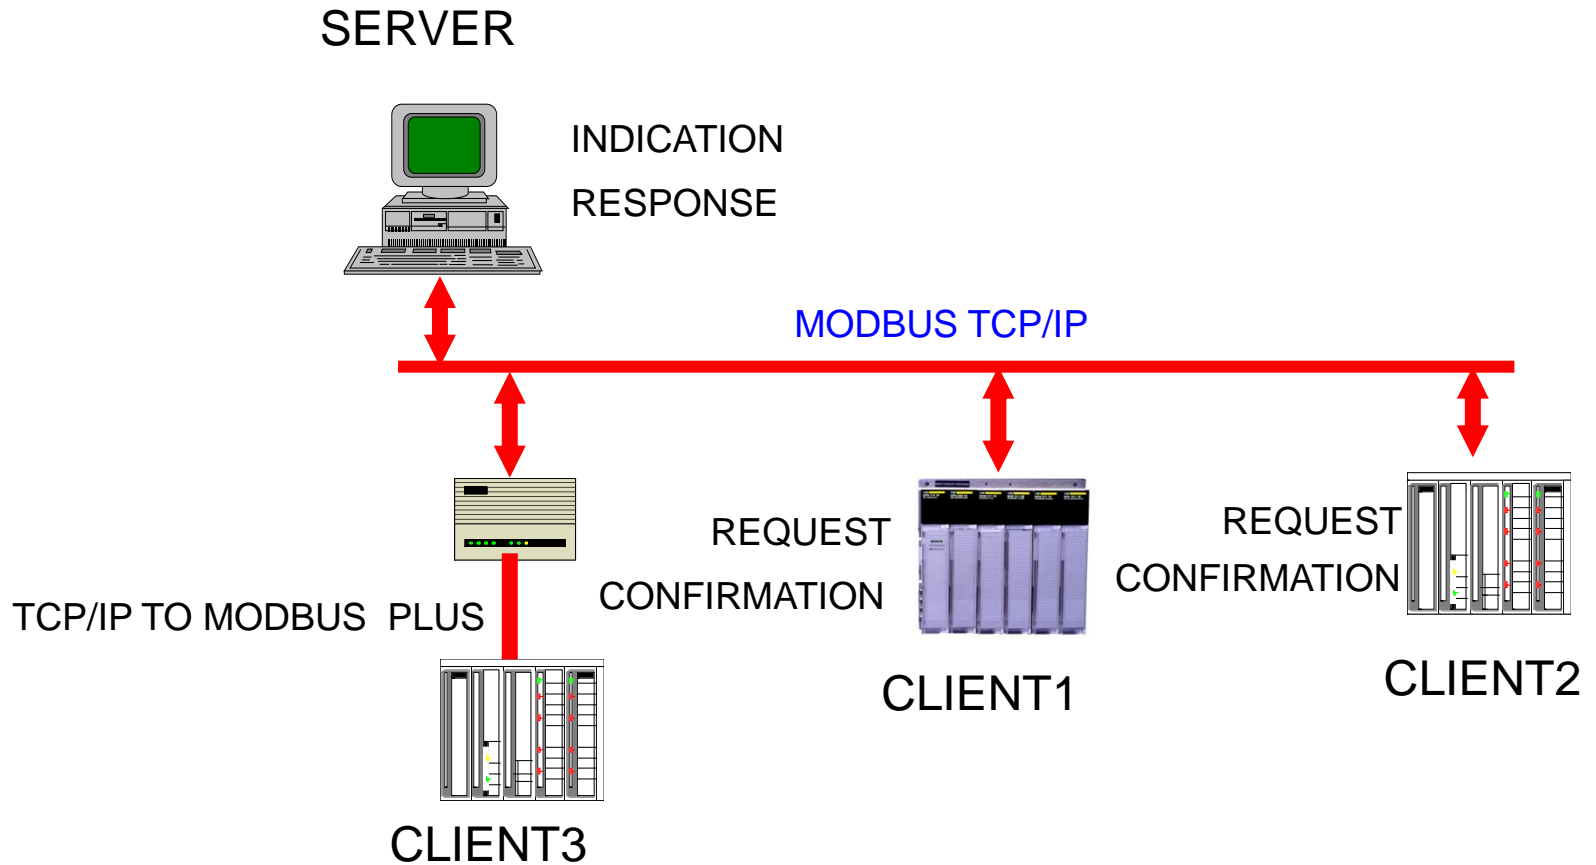 SERVER
INDICATION
RESPONSE
MODBUS TCP/IP
REQUEST
CONFIRMATION
REQUEST
CONFIRMATION
TCP/IP TO MODBUS PLUS
CLIENT1
CLIENT2
CLIENT3